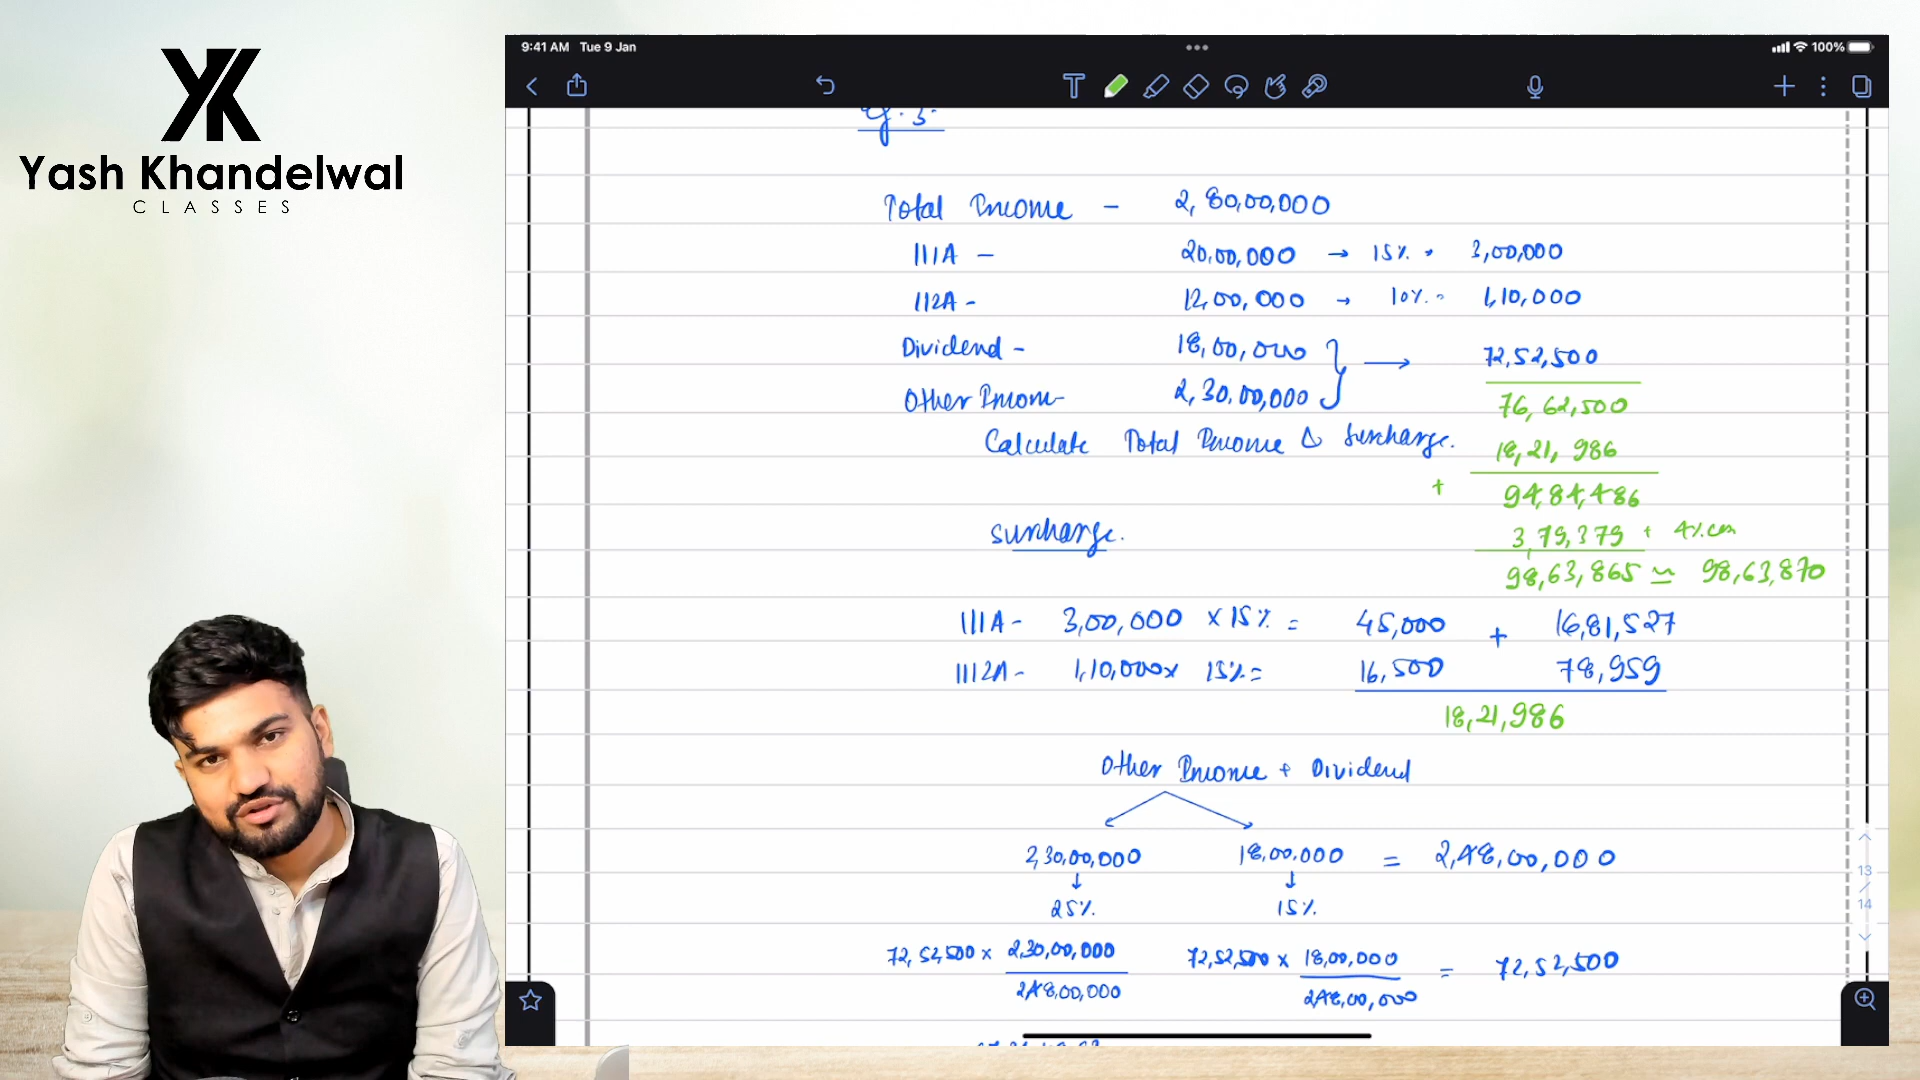 YK
Yash Khandelwal
CLASSES
9:41 AM Tue 9 Jan
100%
Total Income - 2,80,00,000
111A - 20,00,000 → 15% = 3,00,000
112A - 12,00,000 → 10% = 1,10,000
Dividend - 18,00,000
72,52,500
Other Income 2,30,00,000
76,62,500
Calculate Total Income & Surcharge.
18,21,986
+ 94,84,486
Surcharge.
3,79,379 + 4% cess
98,63,865 ≃ 98,63,870
111A - 3,00,000 × 15% = 45,000 + 16,81,527
1112A - 1,10,000 × 15% = 16,500 78,959
18,21,986
Other Income + Dividend
2,30,00,000 18,00,000 = 2,48,00,000
↓ ↓
25% 15%
72,52,500 × 2,30,00,000 / 2,48,00,000 72,52,500 × 18,00,000 / 2,48,00,000 = 72,52,500
13
/
14